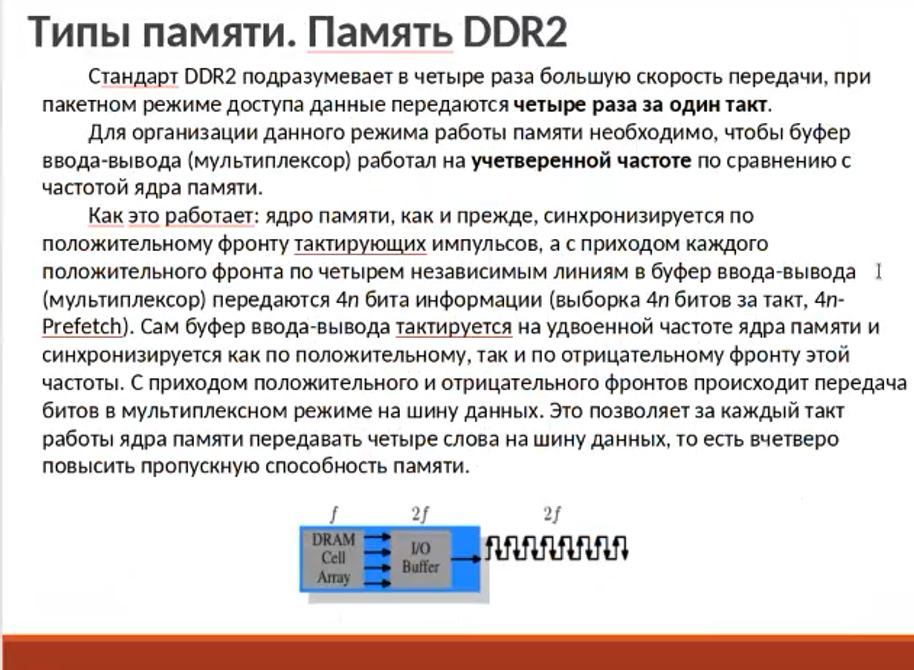 Типы памяти. Память DDR2
Стандарт DDR2 подразумевает в четыре раза большую скорость передачи, при
пакетном режиме доступа данные передаются четыре раза за один такт.
Для организации данного режима работы памяти необходимо, чтобы буфер
ввода-вывода (мультиплексор) работал на учетверенной частоте по сравнению с
частотой ядра памяти.
Как это работает: ядро памяти, как и прежде, синхронизируется по
положительному фронту тактирующих импульсов, а с приходом каждого
положительного фронта по четырем независимым линиям в буфер ввода-вывода
(мультиплексор) передаются 4n бита информации (выборка 4n битов за такт, 4n-
Prefetch). Сам буфер ввода-вывода тактируется на удвоенной частоте ядра памяти и
синхронизируется как по положительному, так и по отрицательному фронту этой
частоты. С приходом положительного и отрицательного фронтов происходит передача
битов в мультиплексном режиме на шину данных. Это позволяет за каждый такт
работы ядра памяти передавать четыре слова на шину данных, то есть вчетверо
повысить пропускную способность памяти.
f 2f 2f
DRAM
Cell
Array
I/O
Buffer